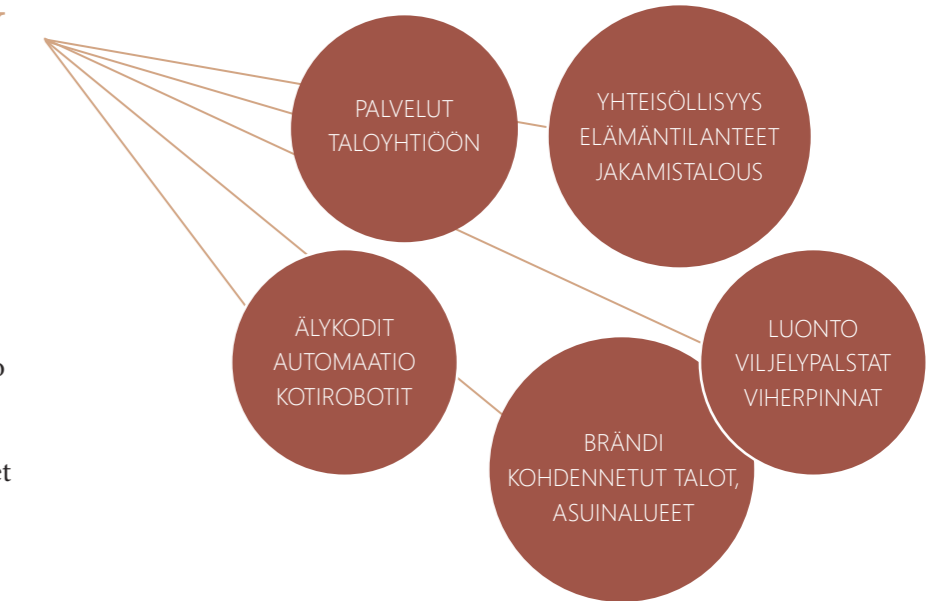 PALVELUT
TALOYHTIÖÖN
YHTEISÖLLISYYS
ELÄMÄNTILANTEET
JAKAMISTALOUS
ÄLYKODIT
AUTOMAATIO
KOTIROBOTIT
LUONTO
VILJELYPALSTAT
VIHERPINNAT
BRÄNDI
KOHDENNETUT TALOT,
ASUINALUEET